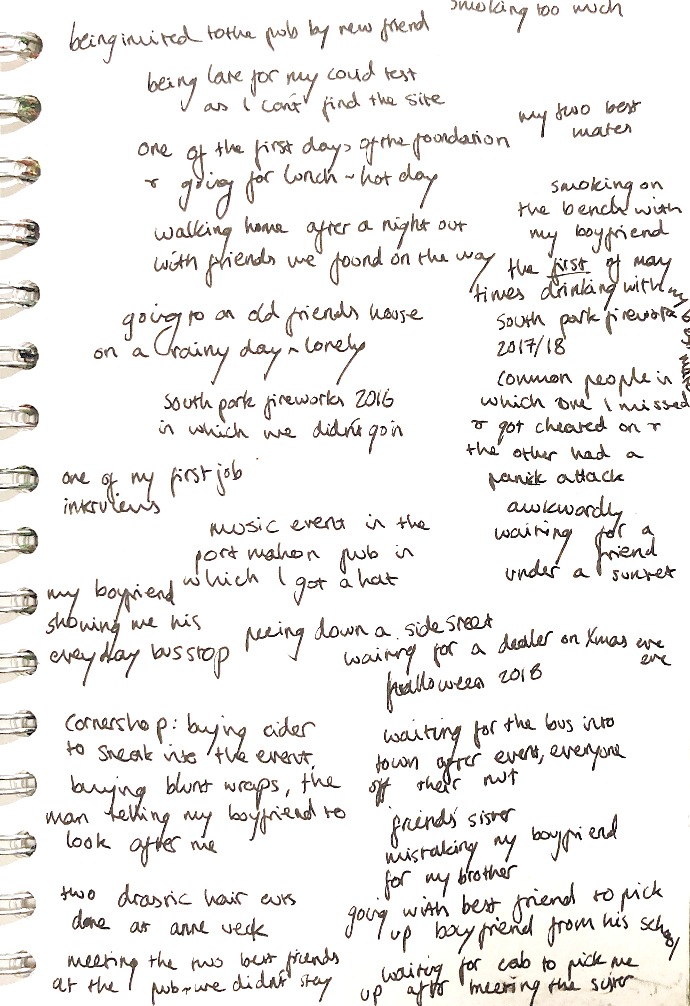 smoking too much
being invited to the pub by new friend
being late for my covid test
as I can't find the site
my two best
mates
one of the first days of the foundation
+ going for lunch ~ hot day
smoking on
the bench with
my boyfriend
walking home after a night out
with friends we found on the way
the first of many
times drinking with my
going to an old friends house
on a rainy day ~ lonely
south park fireworks
2017/18
south park fireworks 2016
in which we didn't go in
common people in
which one I missed
+ got cheated on +
the other had a
panick attack
one of my first job
interviews
music event in the
port mahon pub in
which I got a hat
awkwardly
waiting for a
friend
under a sunset
my boyfriend
showing me his
everyday bus stop
peeing down a side street
waiting for a dealer on Xmas eve
eve
halloween 2018
cornershop: buying cider
to sneak into the event,
buying blunt wraps, the
man telling my boyfriend to
look after me
waiting for the bus into
town after event, everyone
off their nut
friends' sister
mistaking my boyfriend
for my brother
two drastic hair cuts
done at anne veck
going with best friend to pick
up boyfriend from his school
meeting the two best friends
at the pub + we didn't stay
waiting for cab to pick me
up after meeting the sister